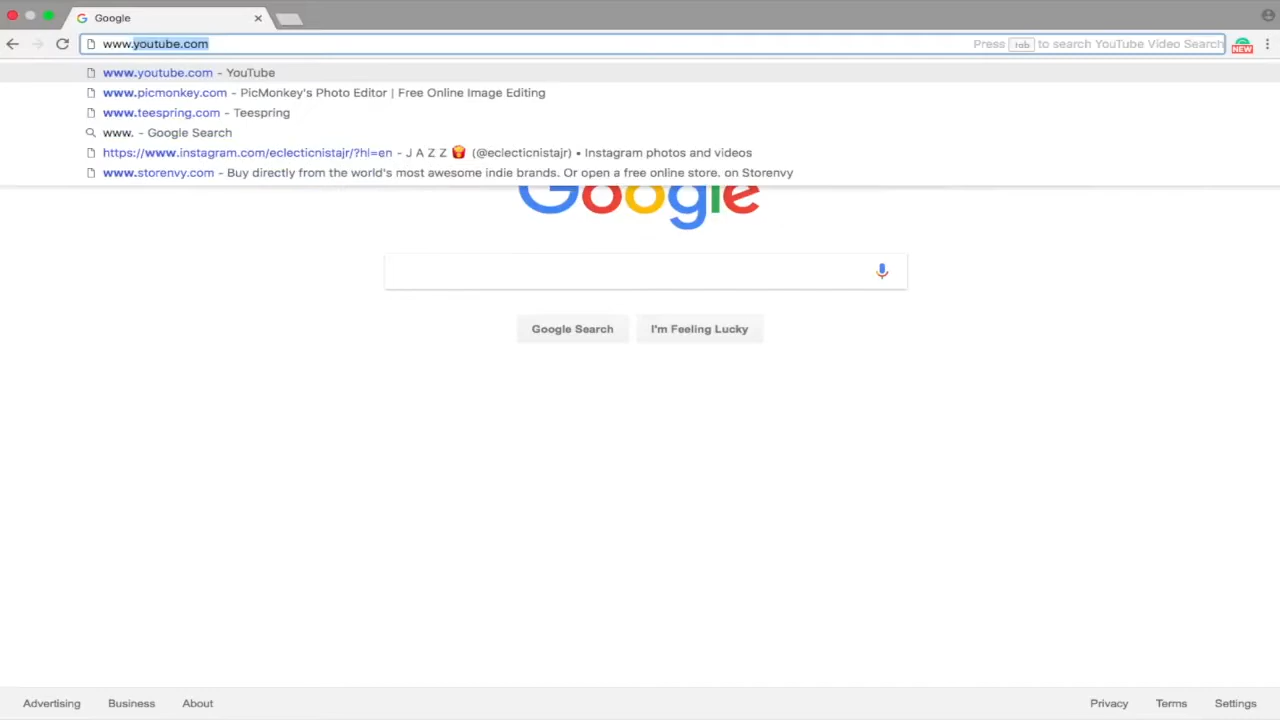 Google
www.youtube.com
Press tab to search YouTube Video Search
NEW
www.youtube.com - YouTube
www.picmonkey.com - PicMonkey's Photo Editor | Free Online Image Editing
www.teespring.com - Teespring
www. - Google Search
https://www.instagram.com/eclecticnistajr/?hl=en - J A Z Z 🍟 (@eclecticnistajr) • Instagram photos and videos
www.storenvy.com - Buy directly from the world's most awesome indie brands. Or open a free online store. on Storenvy
Google
Google Search
I'm Feeling Lucky
Advertising Business About Privacy Terms Settings